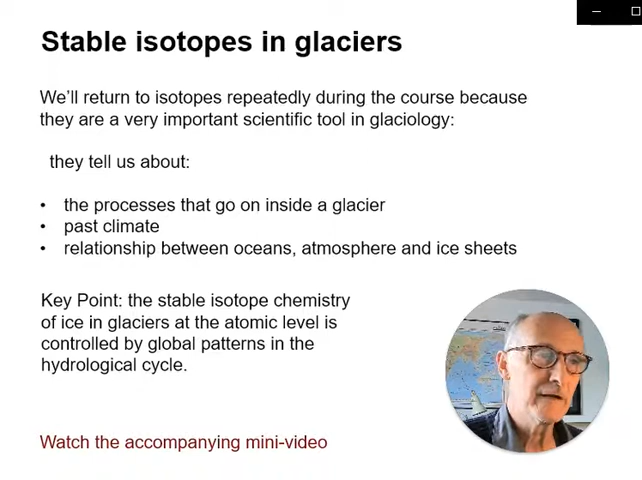 Stable isotopes in glaciers
We'll return to isotopes repeatedly during the course because
they are a very important scientific tool in glaciology:
they tell us about:
• the processes that go on inside a glacier
• past climate
• relationship between oceans, atmosphere and ice sheets
Key Point: the stable isotope chemistry
of ice in glaciers at the atomic level is
controlled by global patterns in the
hydrological cycle.
Watch the accompanying mini-video